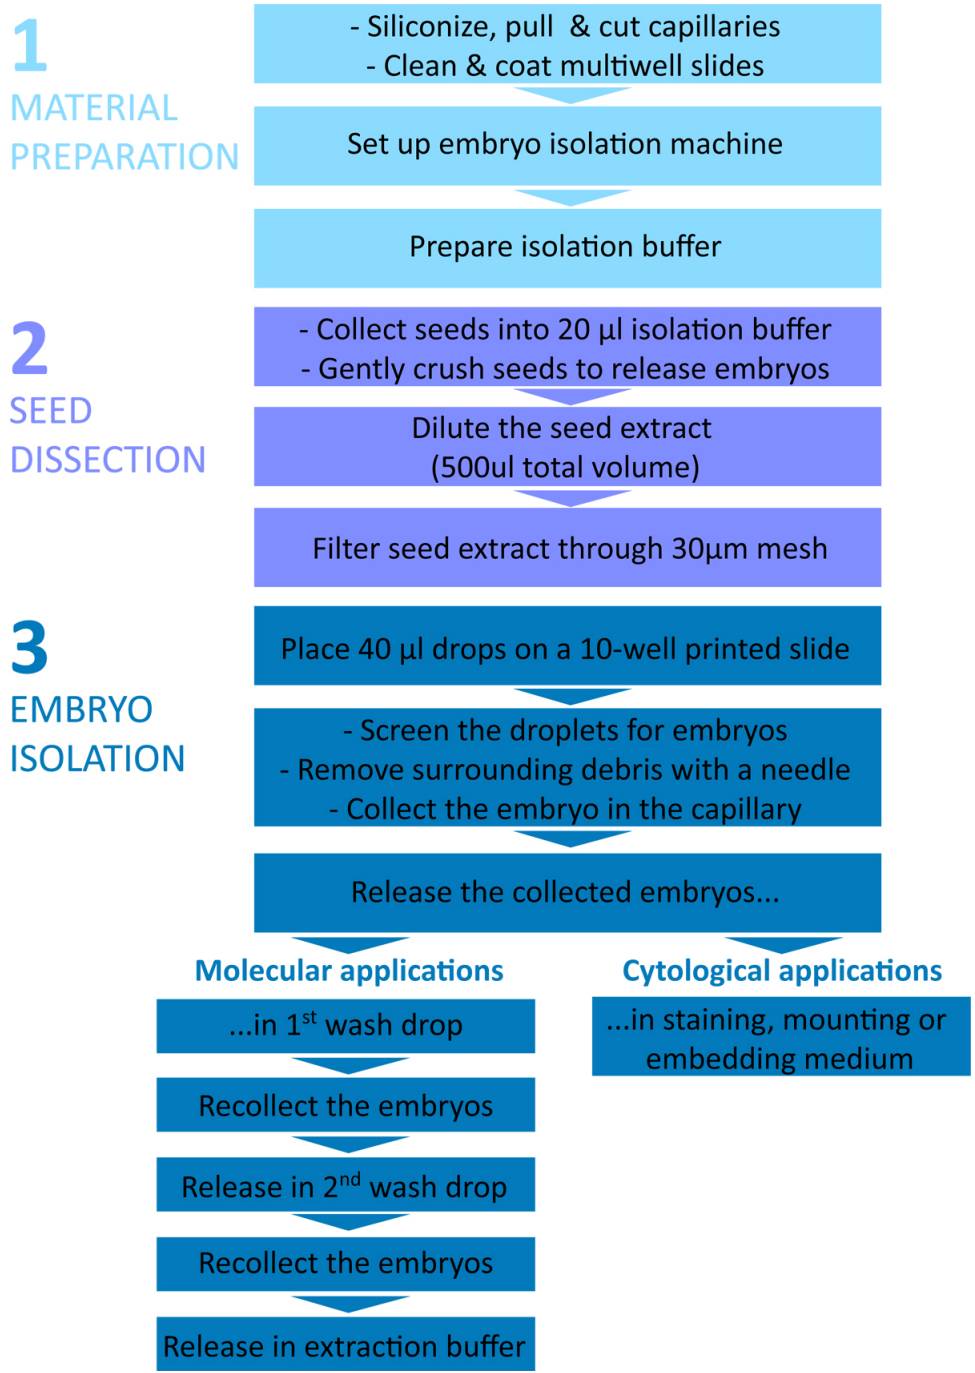 1
MATERIAL
PREPARATION
- Siliconize, pull & cut capillaries
- Clean & coat multiwell slides
Set up embryo isolation machine
Prepare isolation buffer
2
SEED
DISSECTION
- Collect seeds into 20 µl isolation buffer
- Gently crush seeds to release embryos
Dilute the seed extract
(500ul total volume)
Filter seed extract through 30µm mesh
3
EMBRYO
ISOLATION
Place 40 µl drops on a 10-well printed slide
- Screen the droplets for embryos
- Remove surrounding debris with a needle
- Collect the embryo in the capillary
Release the collected embryos...
Molecular applications
...in 1st wash drop
Recollect the embryos
Release in 2nd wash drop
Recollect the embryos
Release in extraction buffer
Cytological applications
...in staining, mounting or
embedding medium